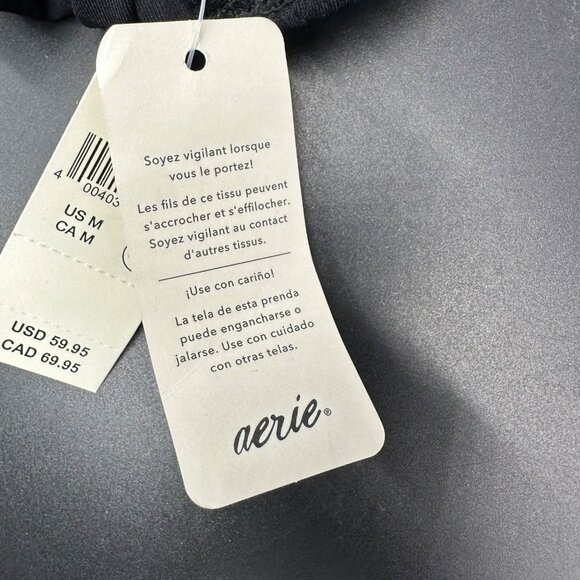 Soyez vigilant lorsque
vous le portez!
Les fils de ce tissu peuvent
s'accrocher et s'effilocher.
Soyez vigilant au contact
d'autres tissus.
¡Use con cariño!
La tela de esta prenda
puede engancharse o
jalarse. Use con cuidado
con otras telas.
aerie®
4 00403
US M
CA M
USD 59.95
CAD 69.95